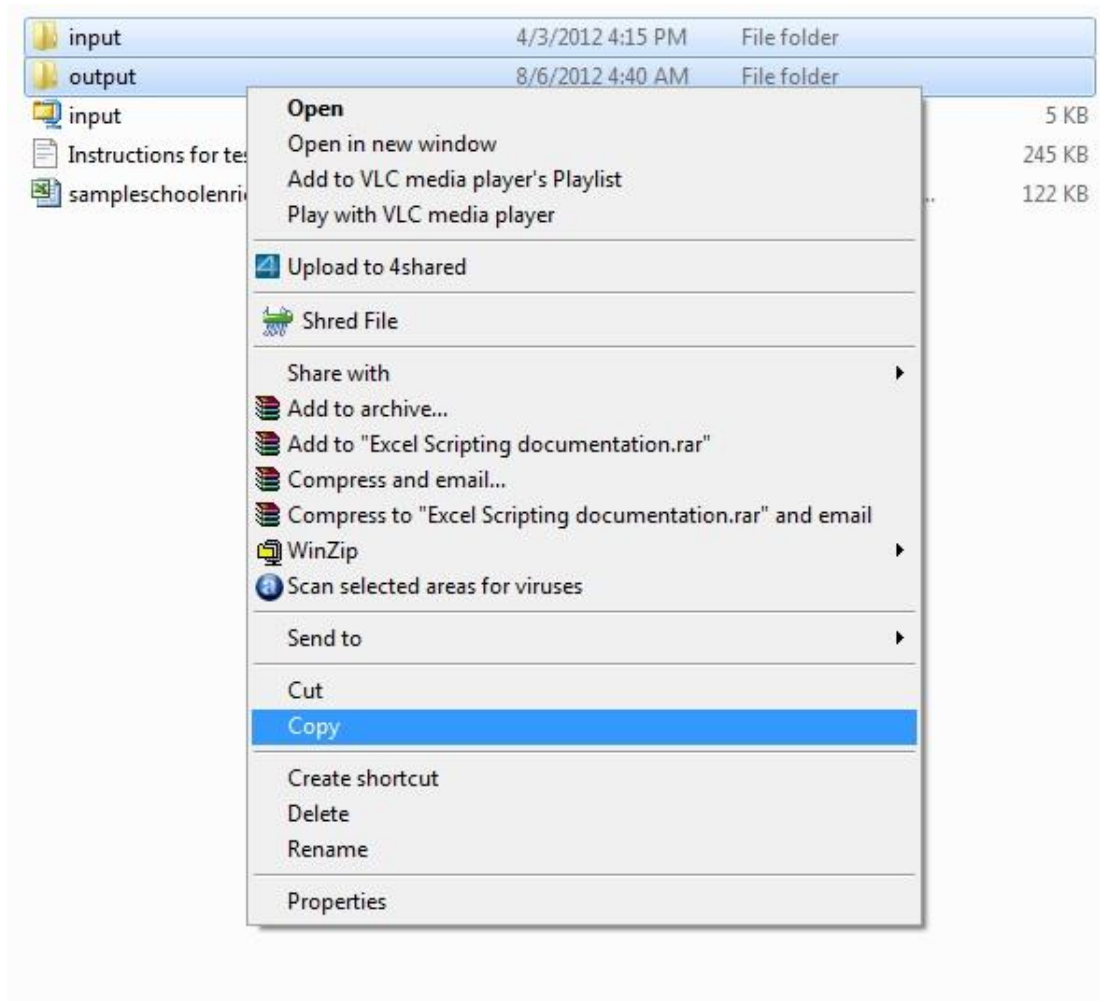 input 4/3/2012 4:15 PM File folder
output 8/6/2012 4:40 AM File folder
input 5 KB
Instructions for 245 KB
.. 122 KB
Open
Open in new window
Add to VLC media player's Playlist
Play with VLC media player
Upload to 4shared
Shred File
Share with
Add to archive...
Add to "Excel Scripting documentation.rar"
Compress and email...
Compress to "Excel Scripting documentation.rar" and email
WinZip
Scan selected areas for viruses
Send to
Cut
Copy
Create shortcut
Delete
Rename
Properties